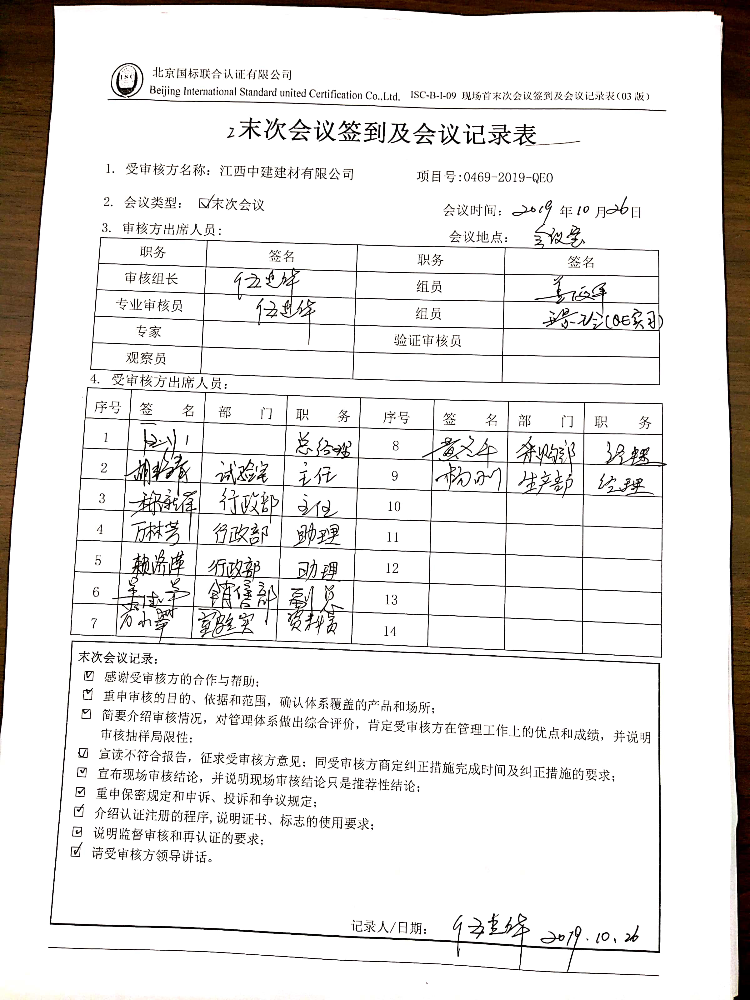 ISC
北京国标联合认证有限公司
Beijing International Standard united Certification Co.,Ltd. ISC-B-I-09 现场首末次会议签到及会议记录表(03 版)
末次会议签到及会议记录表
1. 受审核方名称：江西中建建材有限公司 项目号:0469-2019-QEO
2. 会议类型： ☑末次会议 会议时间：2019 年 10 月 26 日
3. 审核方出席人员： 会议地点： 会议室
职务 签名 职务 签名
审核组长 组员
专业审核员 组员 (QE实习)
专家 验证审核员
观察员
4. 受审核方出席人员：
序号 签 名 部 门 职 务 序号 签 名 部 门 职 务
1 总经理 8 采购部 经理
2 试验室 主任 9 杨刚 生产部 经理
3 行政部 主任 10
4 万林芳 行政部 助理 11
5 行政部 助理 12
6 销售部 副总 13
7 资料员 14
末次会议记录：
☑ 感谢受审核方的合作与帮助；
☑ 重申审核的目的、依据和范围，确认体系覆盖的产品和场所；
☑ 简要介绍审核情况，对管理体系做出综合评价，肯定受审核方在管理工作上的优点和成绩，并说明
审核抽样局限性；
☑ 宣读不符合报告，征求受审核方意见；同受审核方商定纠正措施完成时间及纠正措施的要求；
☑ 宣布现场审核结论，并说明现场审核结论只是推荐性结论；
☑ 重申保密规定和申诉、投诉和争议规定；
☑ 介绍认证注册的程序,说明证书、标志的使用要求；
☑ 说明监督审核和再认证的要求；
☑ 请受审核方领导讲话。
记录人/日期： 2019.10.26